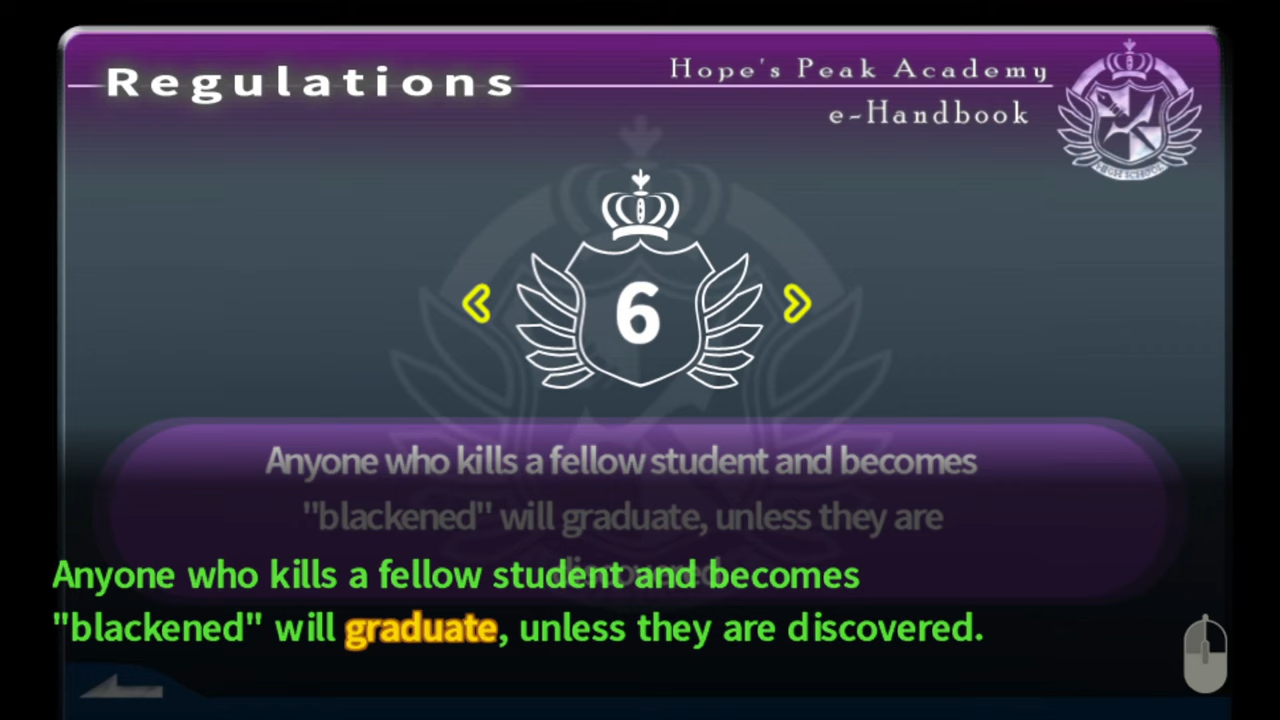 Regulations
Hope's Peak Academy
e-Handbook
6
Anyone who kills a fellow student and becomes
"blackened" will graduate, unless they are
discovered.
Anyone who kills a fellow student and becomes
"blackened" will graduate, unless they are discovered.